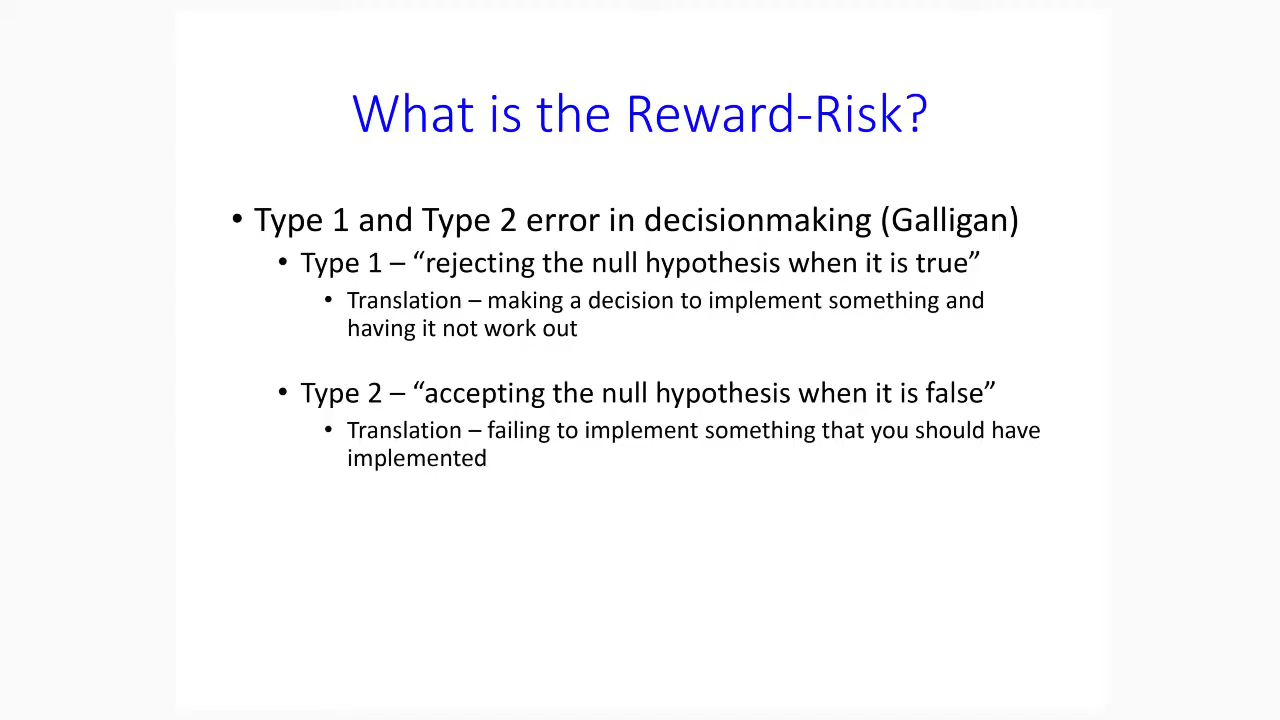 What is the Reward-Risk?
• Type 1 and Type 2 error in decisionmaking (Galligan)
• Type 1 – “rejecting the null hypothesis when it is true”
• Translation – making a decision to implement something and
having it not work out
• Type 2 – “accepting the null hypothesis when it is false”
• Translation – failing to implement something that you should have
implemented